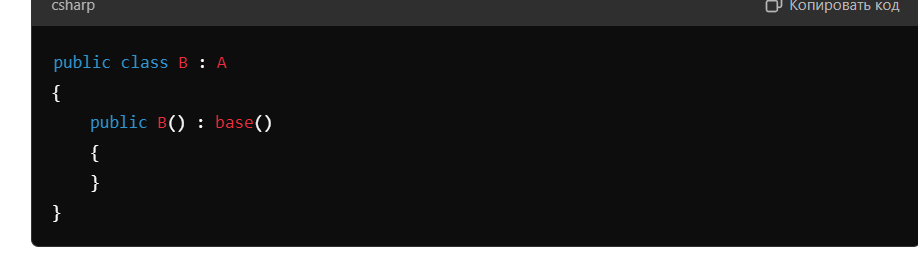 csharp
Копировать код
public class B : A
{
    public B() : base()
    {
    }
}